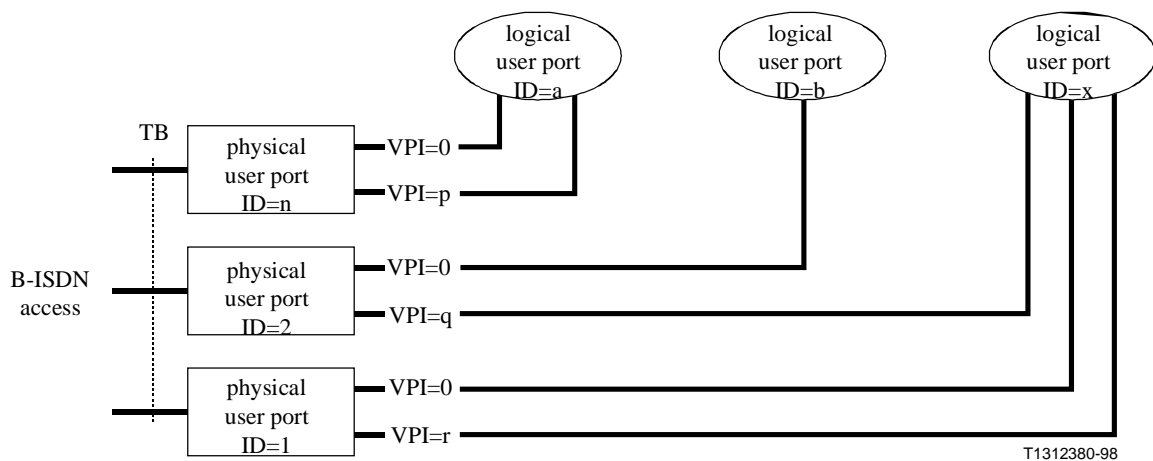 logical
user port
ID=a
logical
user port
ID=b
logical
user port
ID=x
TB
physical
user port
ID=n
VPI=0
VPI=p
B-ISDN
access
physical
user port
ID=2
VPI=0
VPI=q
physical
user port
ID=1
VPI=0
VPI=r
T1312380-98